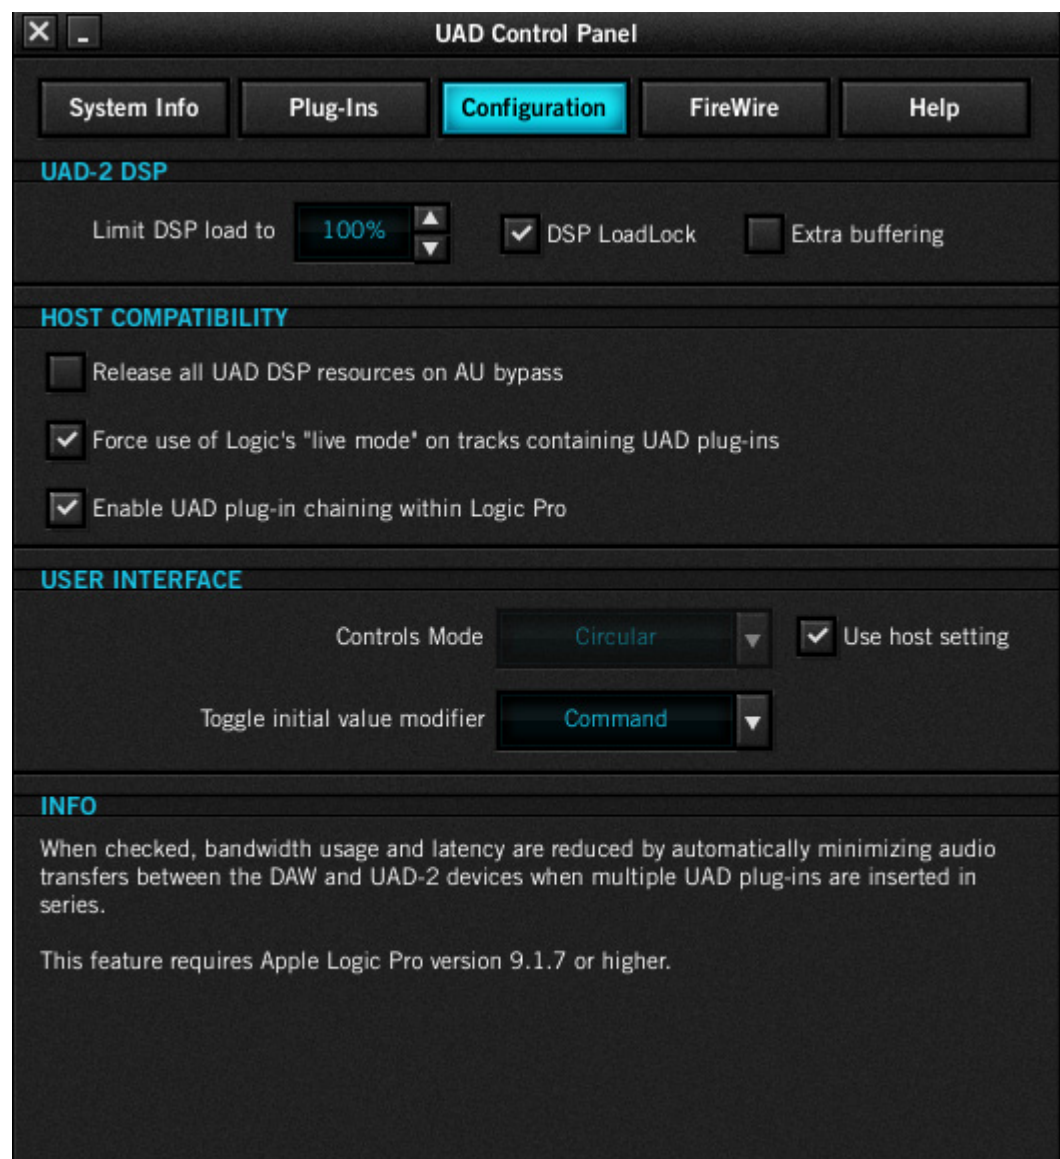 UAD Control Panel
System Info Plug-Ins Configuration FireWire Help
UAD-2 DSP
Limit DSP load to 100% DSP LoadLock Extra buffering
HOST COMPATIBILITY
Release all UAD DSP resources on AU bypass
Force use of Logic's "live mode" on tracks containing UAD plug-ins
Enable UAD plug-in chaining within Logic Pro
USER INTERFACE
Controls Mode Circular Use host setting
Toggle initial value modifier Command
INFO
When checked, bandwidth usage and latency are reduced by automatically minimizing audio
transfers between the DAW and UAD-2 devices when multiple UAD plug-ins are inserted in
series.
This feature requires Apple Logic Pro version 9.1.7 or higher.